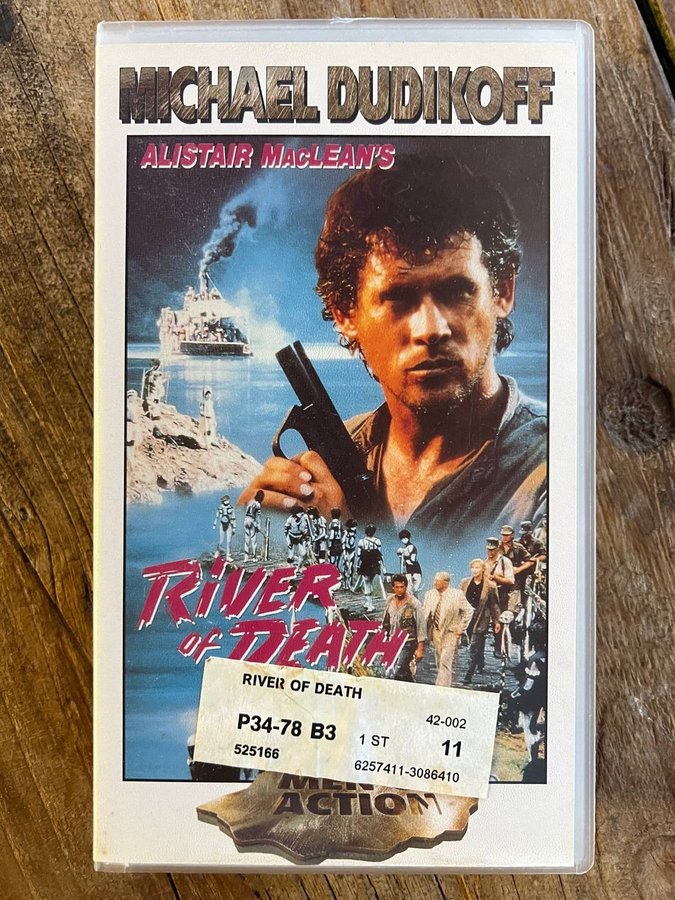 MICHAEL DUDIKOFF
ALISTAIR MACLEAN'S
RIVER
OF DEATH
RIVER OF DEATH
P34-78 B3
42-002
525166
1 ST
11
6257411-3086410
ACTION